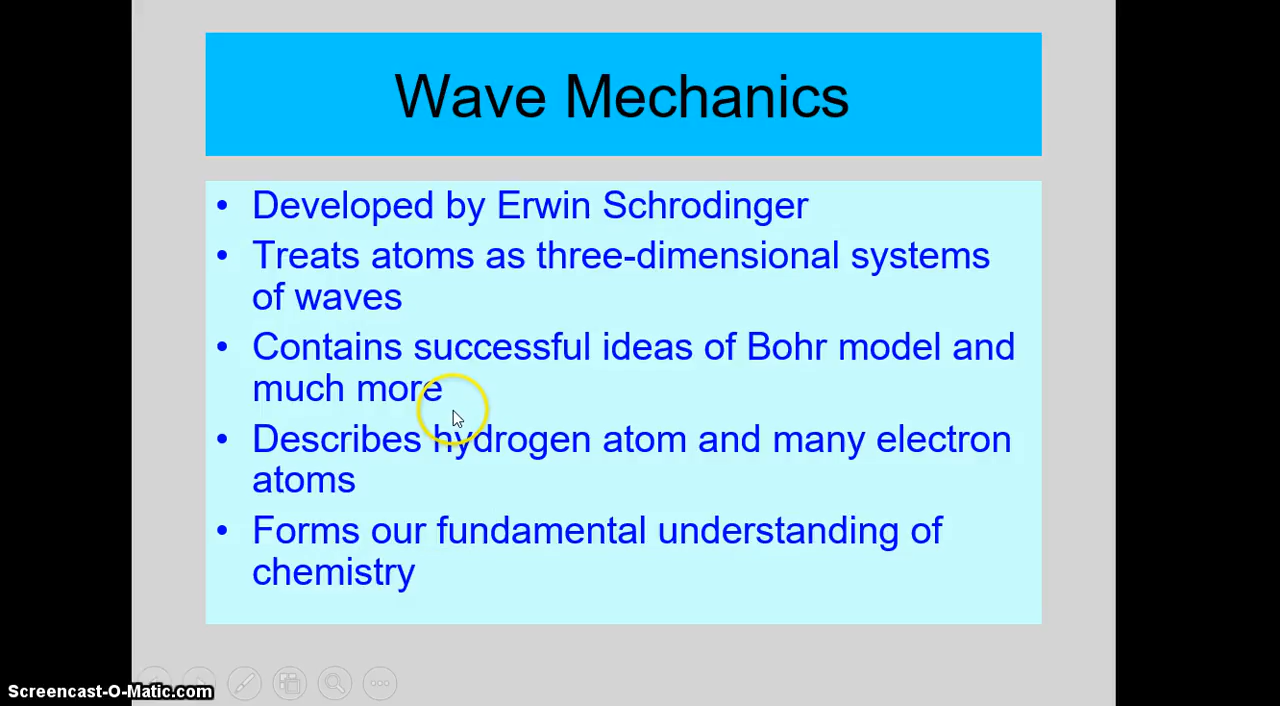 Wave Mechanics
• Developed by Erwin Schrodinger
• Treats atoms as three-dimensional systems
of waves
• Contains successful ideas of Bohr model and
much more
• Describes hydrogen atom and many electron
atoms
• Forms our fundamental understanding of
chemistry
Screencast-O-Matic.com